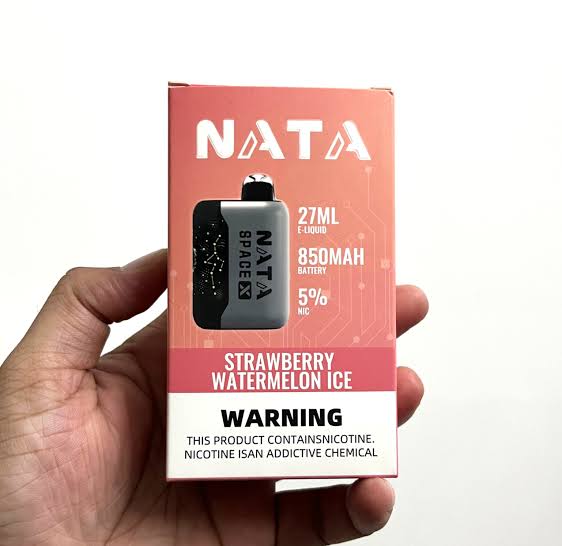 NATA
27ML
E-LIQUID
850MAH
BATTERY
5%
NIC
NATA
SPACE X
STRAWBERRY
WATERMELON ICE
WARNING
THIS PRODUCT CONTAINSNICOTINE.
NICOTINE ISAN ADDICTIVE CHEMICAL